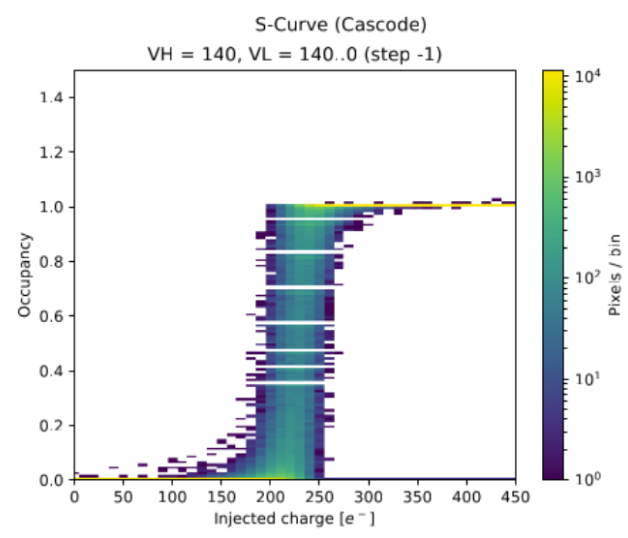 S-Curve (Cascode)
VH = 140, VL = 140..0 (step -1)
Occupancy
1.4
1.2
1.0
0.8
0.6
0.4
0.2
0.0
0 50 100 150 200 250 300 350 400 450
Injected charge [e⁻]
10⁴
10³
10²
10¹
10⁰
Pixels / bin